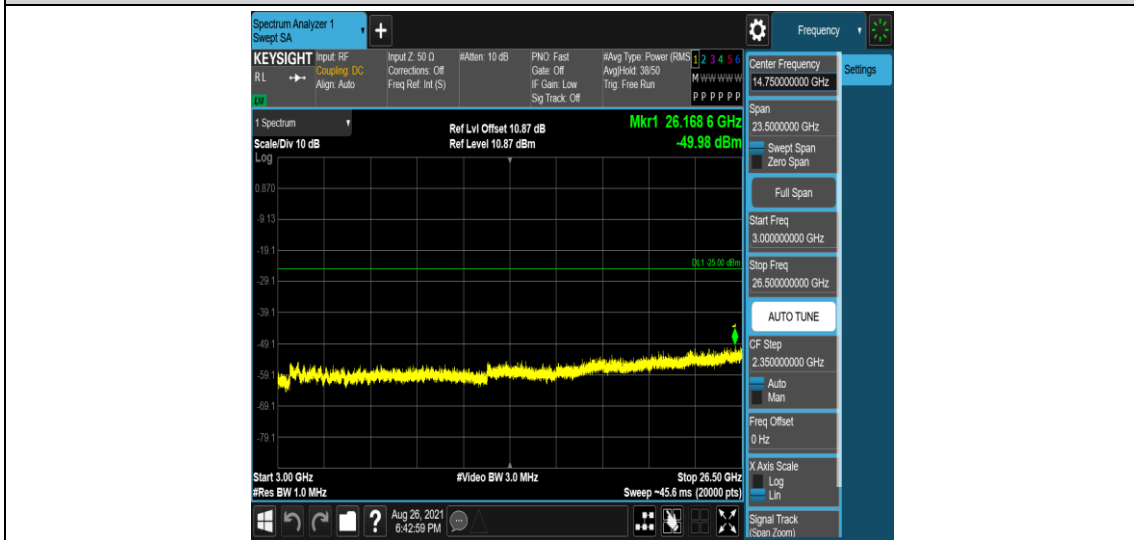 Spectrum Analyzer 1
Swept SA
+
Frequency
KEYSIGHT
RL
LXI
Input: RF
Coupling: DC
Align: Auto
Input Z: 50 Ω
Corrections: Off
Freq Ref: Int (S)
#Atten: 10 dB
PNO: Fast
Gate: Off
IF Gain: Low
Sig Track: Off
#Avg Type: Power (RMS
Avg|Hold: 38/50
Trig: Free Run
1 2 3 4 5 6
M W W W W W
P P P P P P
Center Frequency
14.750000000 GHz
Settings
1 Spectrum
Scale/Div 10 dB
Ref Lvl Offset 10.87 dB
Ref Level 10.87 dBm
Mkr1 26.168 6 GHz
-49.98 dBm
Log
0.870
-9.13
-19.1
-29.1
-39.1
-49.1
-59.1
-69.1
-79.1
DL1 -25.00 dBm
Start 3.00 GHz
#Res BW 1.0 MHz
#Video BW 3.0 MHz
Stop 26.50 GHz
Sweep ~45.6 ms (20000 pts)
Span
23.5000000 GHz
Swept Span
Zero Span
Full Span
Start Freq
3.000000000 GHz
Stop Freq
26.500000000 GHz
AUTO TUNE
CF Step
2.350000000 GHz
Auto
Man
Freq Offset
0 Hz
X Axis Scale
Log
Lin
Signal Track
(Span Zoom)
?
Aug 26, 2021
6:42:59 PM